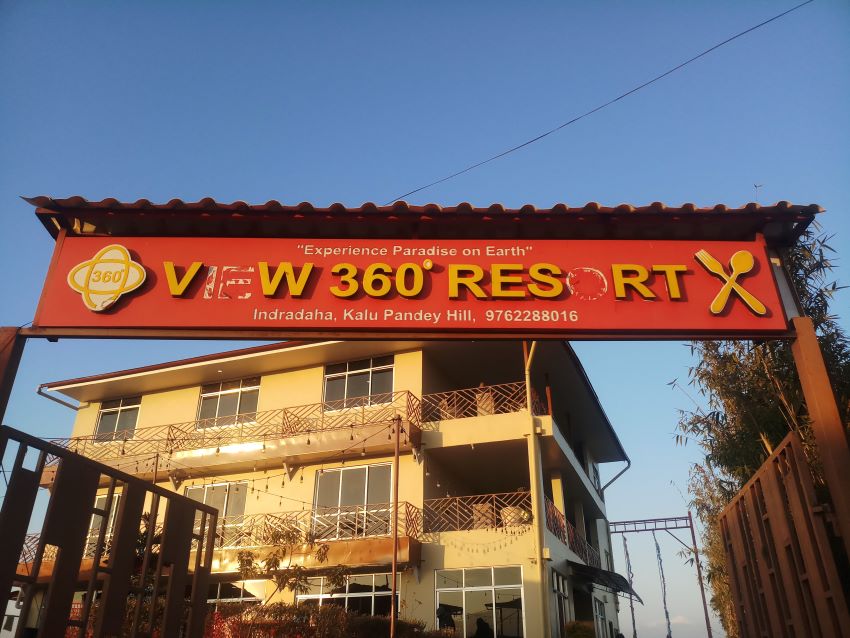 "Experience Paradise on Earth"
360°
VIEW 360° RESORT
Indradaha, Kalu Pandey Hill, 9762288016